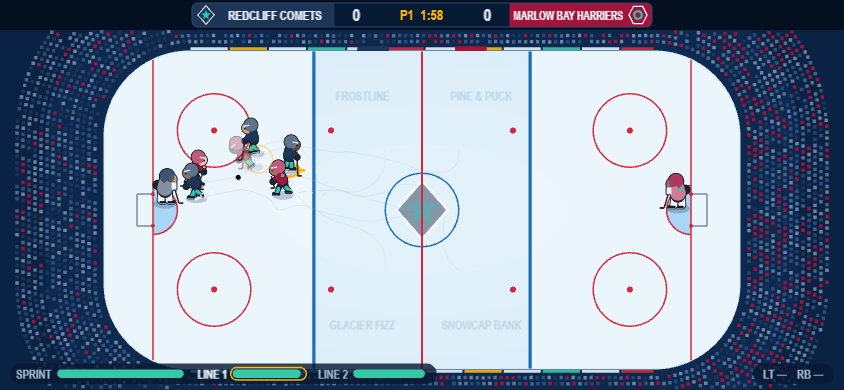 REDCLIFF COMETS 0 P1 1:58 0 MARLOW BAY HARRIERS
FROSTLINE PINE & PUCK
GLACIER FIZZ SNOWCAP BANK
SPRINT LINE 1 LINE 2 LT — RB —